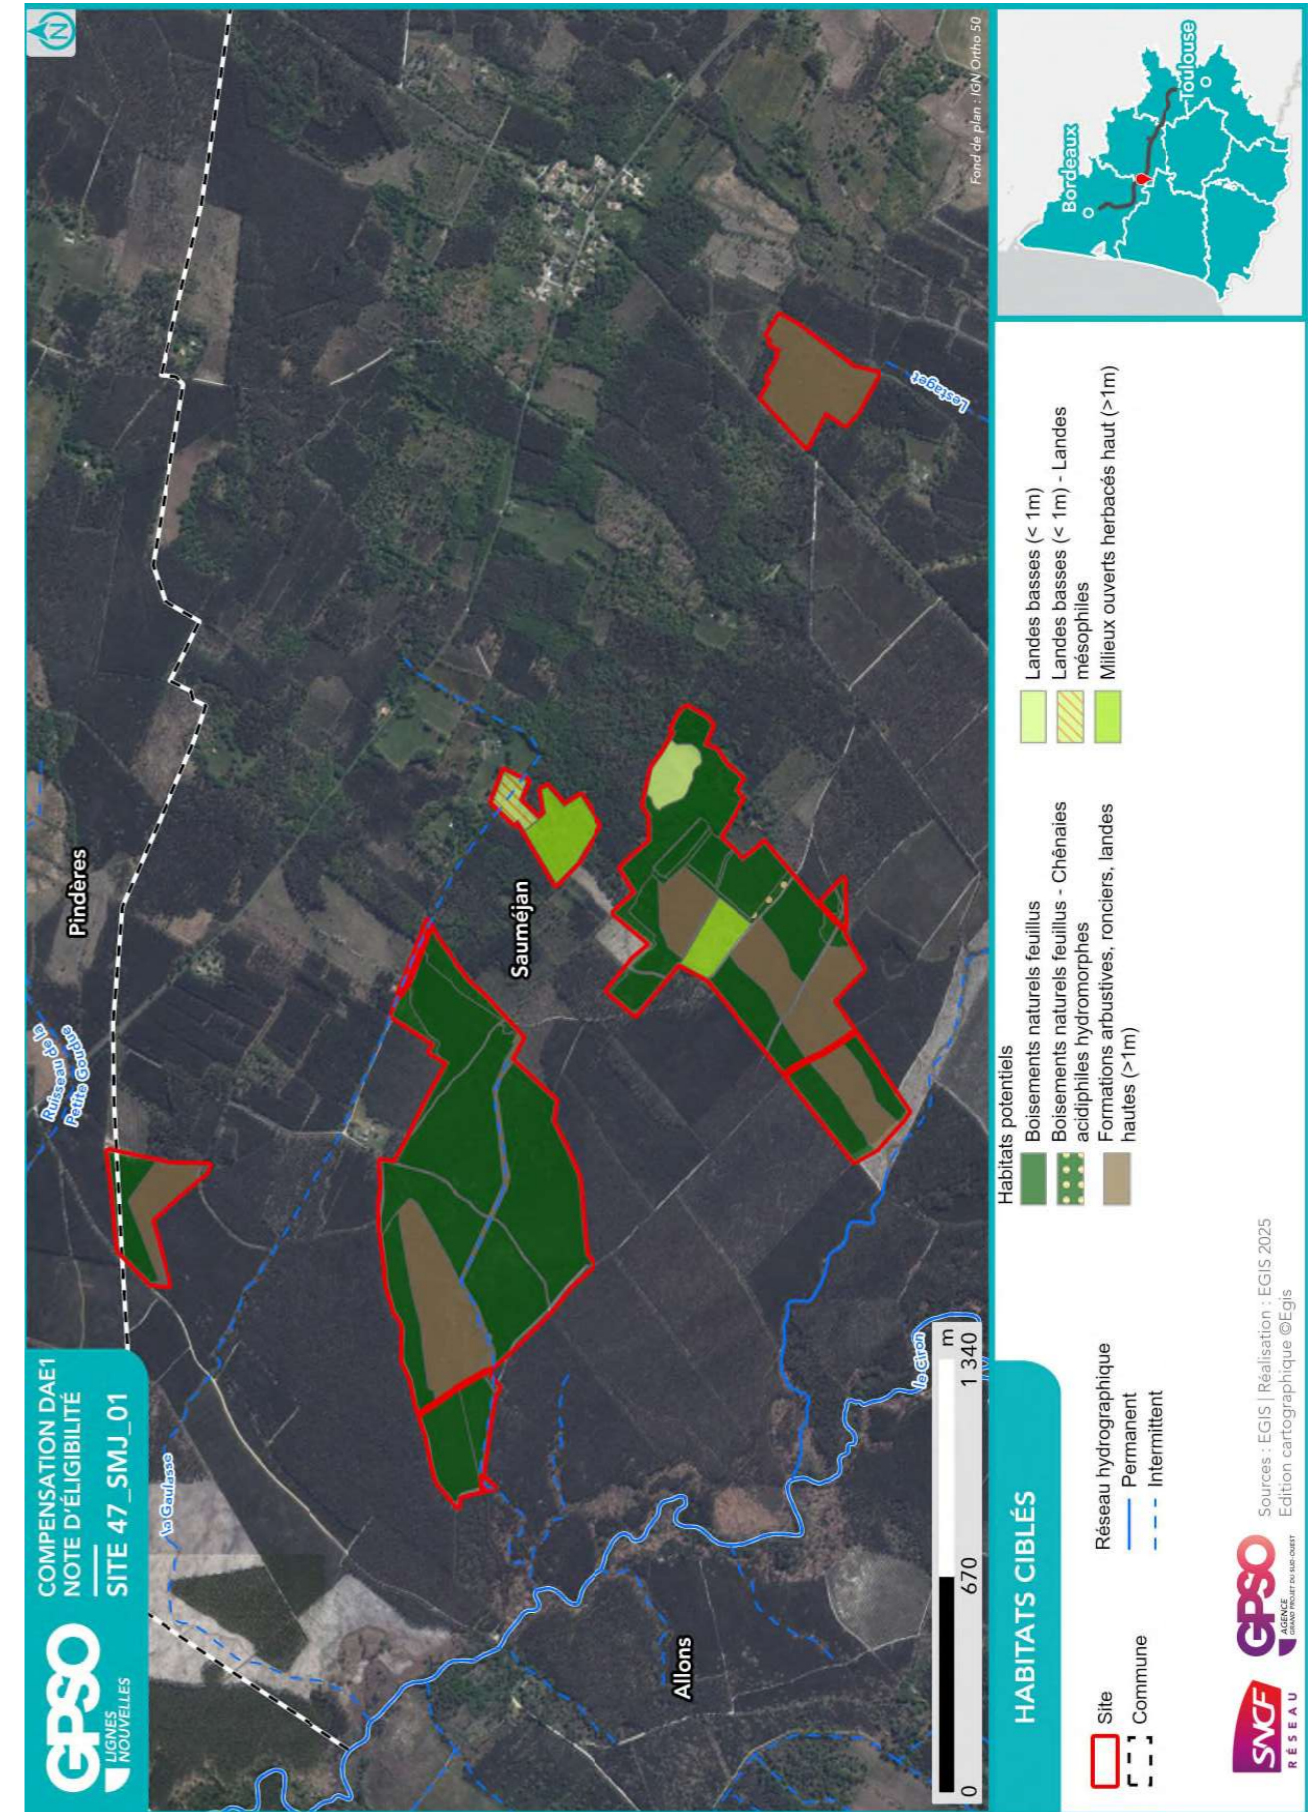 GPSO
LIGNES
NOUVELLES
COMPENSATION DAE1
NOTE D'ÉLIGIBILITÉ
SITE 47_SMJ_01
N
Pindères
Ruisseau de la
Petite Goudne
la Gaulasse
Sauméjan
Allons
le Ciron
Lestaget
Fond de plan : IGN Ortho 50
0 670 1 340
m
HABITATS CIBLÉS
Site
Commune
Réseau hydrographique
Permanent
Intermittent
Habitats potentiels
Boisements naturels feuillus
Boisements naturels feuillus - Chênaies
acidiphiles hydromorphes
Formations arbustives, ronciers, landes
hautes (>1m)
Landes basses (< 1m)
Landes basses (< 1m) - Landes
mésophiles
Milieux ouverts herbacés haut (>1m)
Bordeaux
Toulouse
SNCF
RÉSEAU
GPSO
AGENCE
GRAND PROJET DU SUD-OUEST
Sources : EGIS | Réalisation : EGIS 2025
Edition cartographique ©Egis